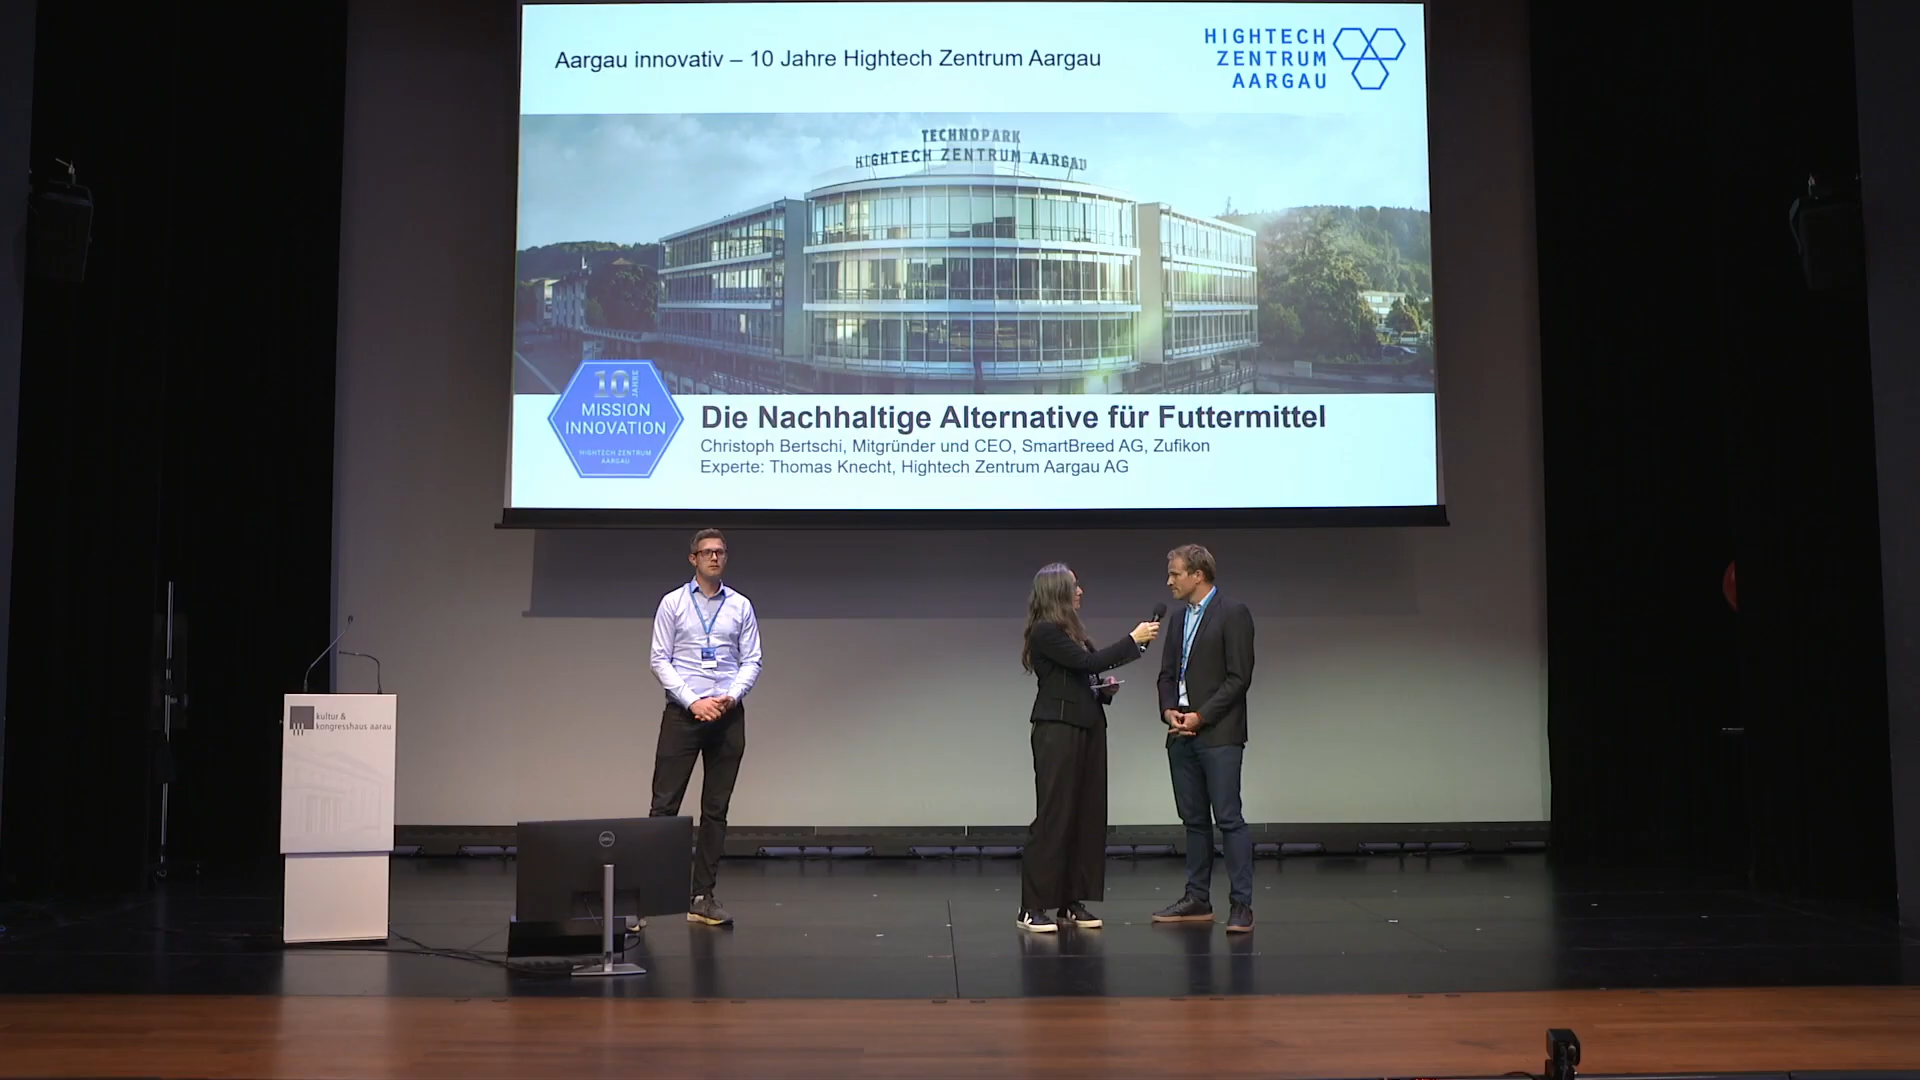 Aargau innovativ – 10 Jahre Hightech Zentrum Aargau
HIGHTECH
ZENTRUM
AARGAU
TECHNOPARK
HIGHTECH ZENTRUM AARGAU
10 JAHRE
MISSION
INNOVATION
HIGHTECH ZENTRUM
AARGAU
Die Nachhaltige Alternative für Futtermittel
Christoph Bertschi, Mitgründer und CEO, SmartBreed AG, Zufikon
Experte: Thomas Knecht, Hightech Zentrum Aargau AG
kultur &
kongresshaus aarau
DELL